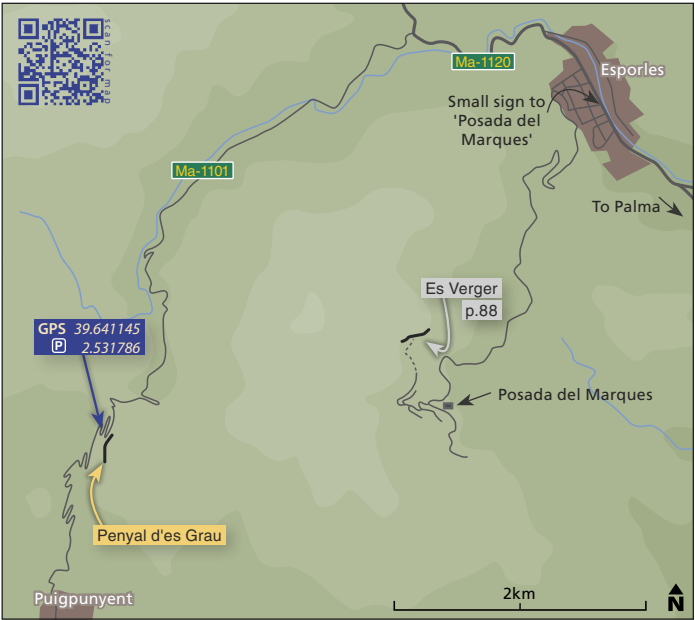 scan for map
Ma-1120
Esporles
Small sign to
'Posada del
Marques'
Ma-1101
To Palma
Es Verger
p.88
GPS 39.641145
P 2.531786
Posada del Marques
Penyal d'es Grau
Puigpunyent
2km
N